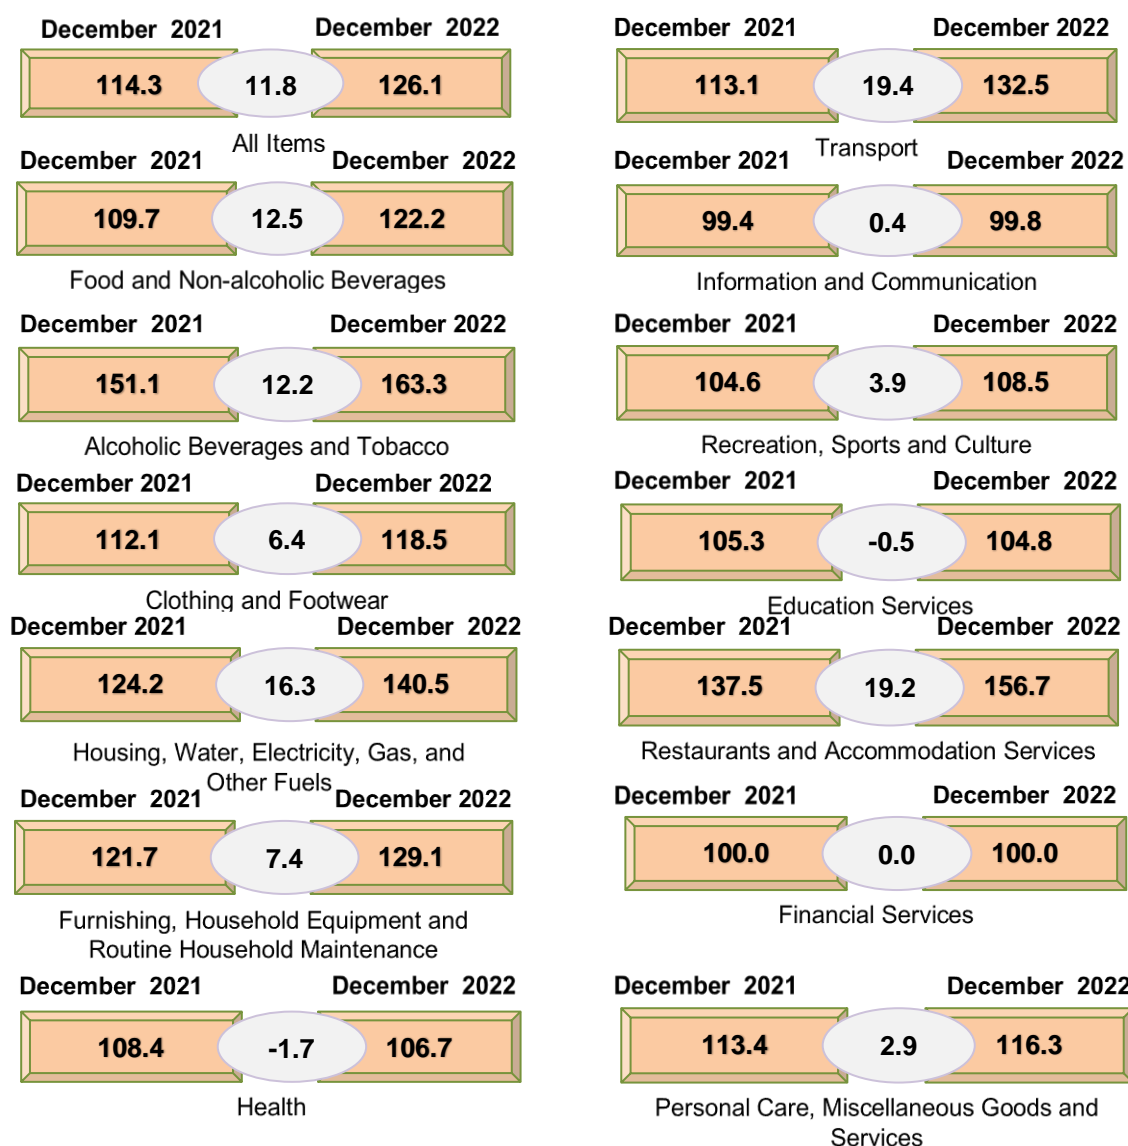 December 2021 December 2022
114.3 11.8 126.1
All Items
December 2021 December 2022
109.7 12.5 122.2
Food and Non-alcoholic Beverages
December 2021 December 2022
151.1 12.2 163.3
Alcoholic Beverages and Tobacco
December 2021 December 2022
112.1 6.4 118.5
Clothing and Footwear
December 2021 December 2022
124.2 16.3 140.5
Housing, Water, Electricity, Gas, and
Other Fuels
December 2021 December 2022
121.7 7.4 129.1
Furnishing, Household Equipment and
Routine Household Maintenance
December 2021 December 2022
108.4 -1.7 106.7
Health
December 2021 December 2022
113.1 19.4 132.5
Transport
December 2021 December 2022
99.4 0.4 99.8
Information and Communication
December 2021 December 2022
104.6 3.9 108.5
Recreation, Sports and Culture
December 2021 December 2022
105.3 -0.5 104.8
Education Services
December 2021 December 2022
137.5 19.2 156.7
Restaurants and Accommodation Services
December 2021 December 2022
100.0 0.0 100.0
Financial Services
December 2021 December 2022
113.4 2.9 116.3
Personal Care, Miscellaneous Goods and
Services